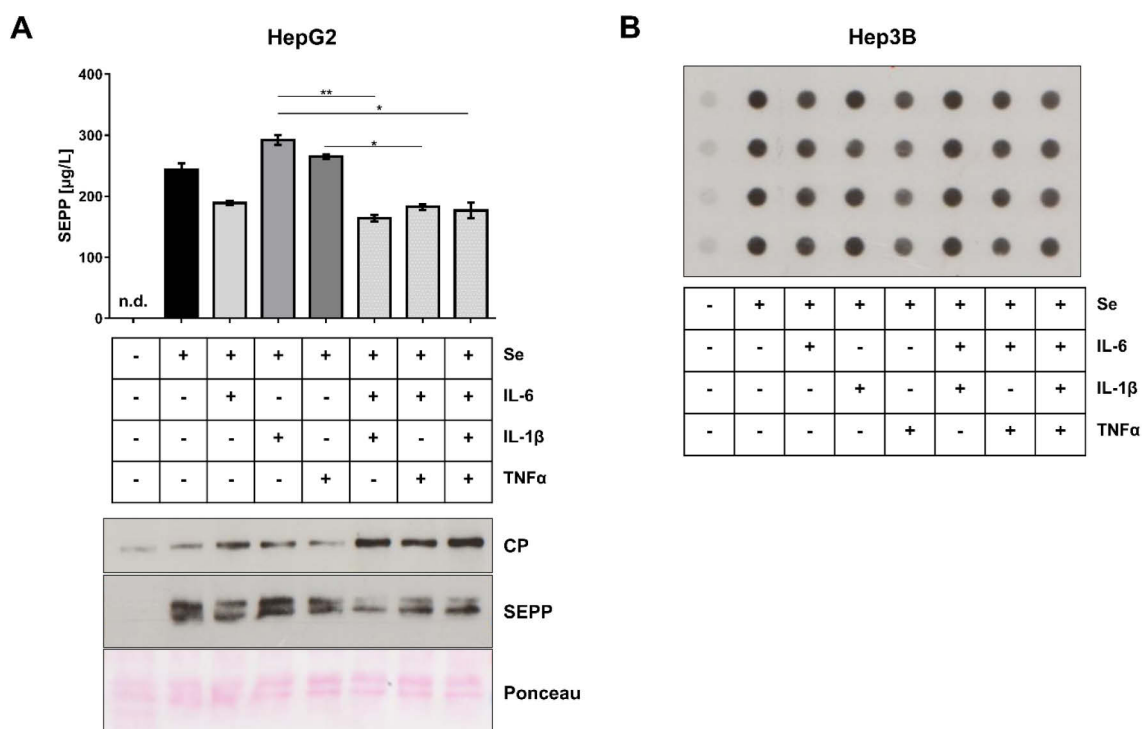 A
HepG2
400
300
200
100
0
SEPP [µg/L]
**
*
*
n.d.
- + + + + + + + Se
- - + - - + + + IL-6
- - - + - + - + IL-1β
- - - - + - + + TNFα
CP
SEPP
Ponceau
B
Hep3B
- + + + + + + + Se
- - + - - + + + IL-6
- - - + - + - + IL-1β
- - - - + - + + TNFα